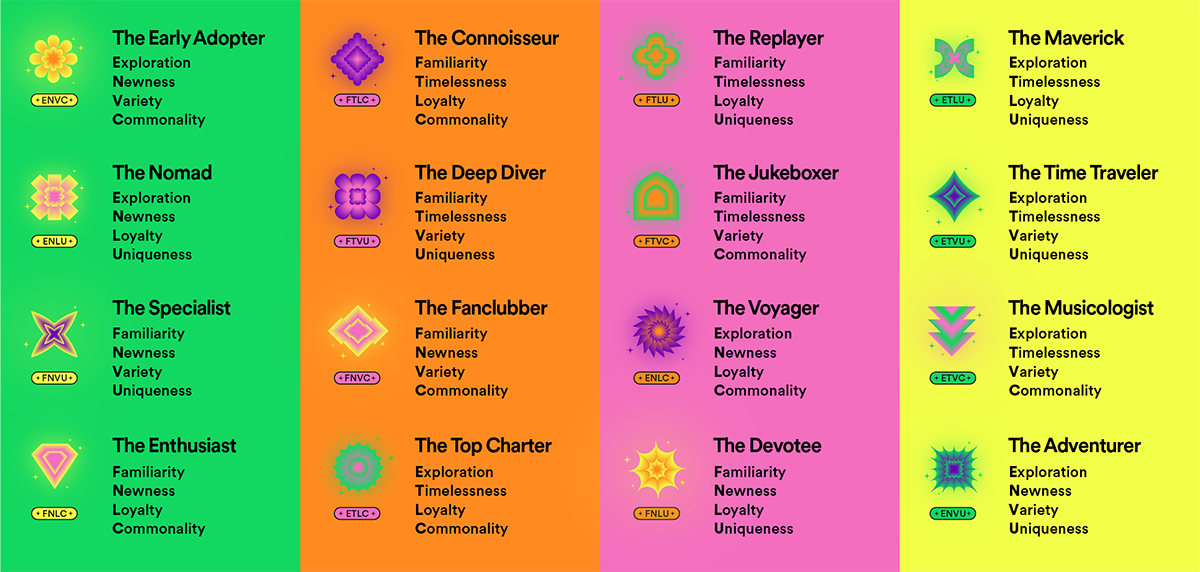 The Early Adopter
Exploration
Newness
Variety
Commonality
ENVC
The Connoisseur
Familiarity
Timelessness
Loyalty
Commonality
FTLC
The Replayer
Familiarity
Timelessness
Loyalty
Uniqueness
FTLU
The Maverick
Exploration
Timelessness
Loyalty
Uniqueness
ETLU
The Nomad
Exploration
Newness
Loyalty
Uniqueness
ENLU
The Deep Diver
Familiarity
Timelessness
Variety
Uniqueness
FTVU
The Jukeboxer
Familiarity
Timelessness
Variety
Commonality
FTVC
The Time Traveler
Exploration
Timelessness
Variety
Uniqueness
ETVU
The Specialist
Familiarity
Newness
Variety
Uniqueness
FNVU
The Fanclubber
Familiarity
Newness
Variety
Commonality
FNVC
The Voyager
Exploration
Newness
Loyalty
Commonality
ENLC
The Musicologist
Exploration
Timelessness
Variety
Commonality
ETVC
The Enthusiast
Familiarity
Newness
Loyalty
Commonality
FNLC
The Top Charter
Exploration
Timelessness
Loyalty
Commonality
ETLC
The Devotee
Familiarity
Newness
Loyalty
Uniqueness
FNLU
The Adventurer
Exploration
Newness
Variety
Uniqueness
ENVU